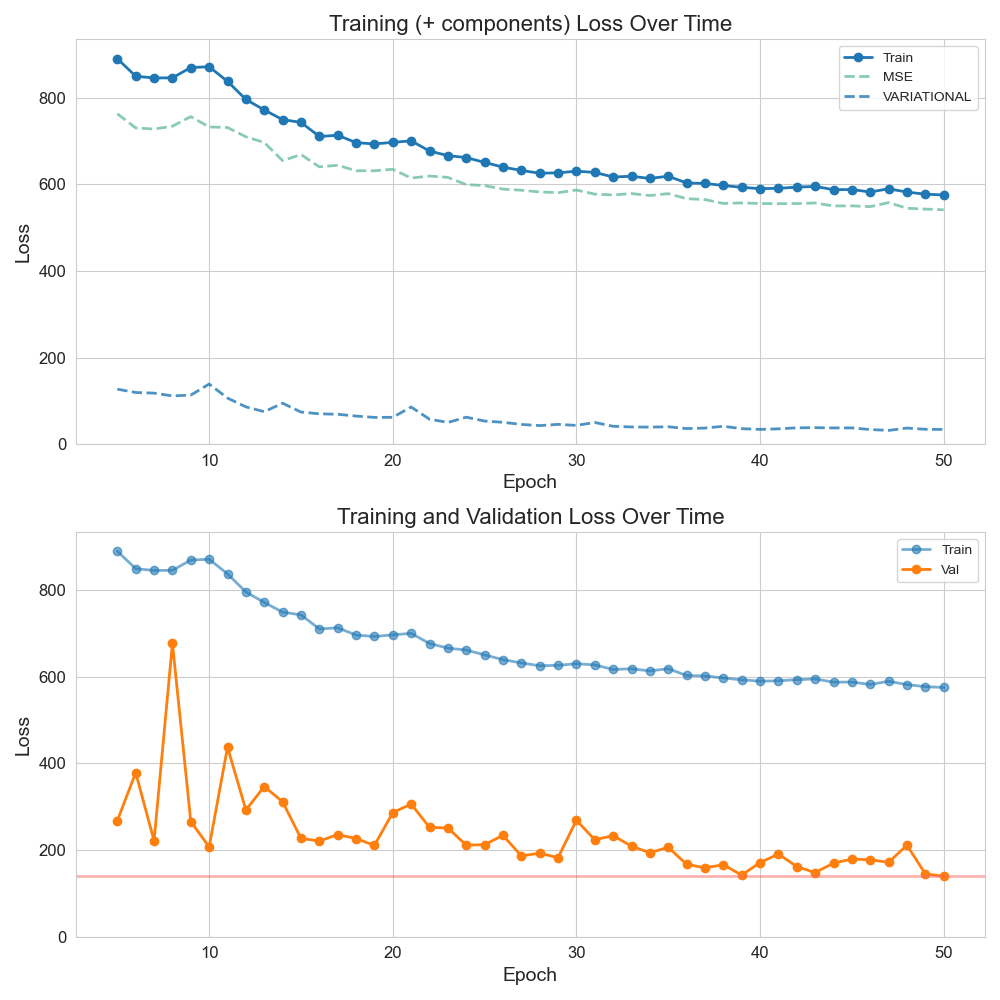 Training (+ components) Loss Over Time
Train
MSE
VARIATIONAL
800
600
400
200
0
Loss
10
20
30
40
50
Epoch
Training and Validation Loss Over Time
Train
Val
800
600
400
200
0
Loss
10
20
30
40
50
Epoch